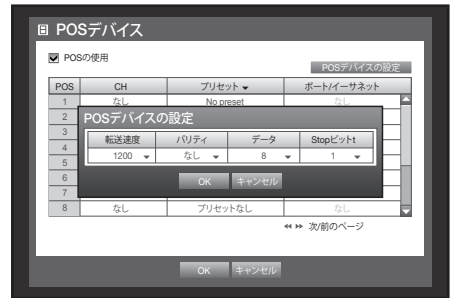 POSデバイス
POSの使用
POSデバイスの設定
POS CH プリセット ポート/イーサネット
1 なし No preset なし
2
POSデバイスの設定
3
転送速度 パリティ データ Stopビットt
4
1200 なし 8 1
5
6
OK キャンセル
7
8 なし プリセットなし なし
次/前のページ
OK キャンセル